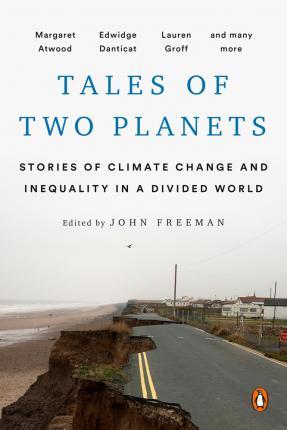 Margaret Atwood
Edwidge Danticat
Lauren Groff
and many more
TALES OF
TWO PLANETS
STORIES OF CLIMATE CHANGE AND
INEQUALITY IN A DIVIDED WORLD
Edited by JOHN FREEMAN